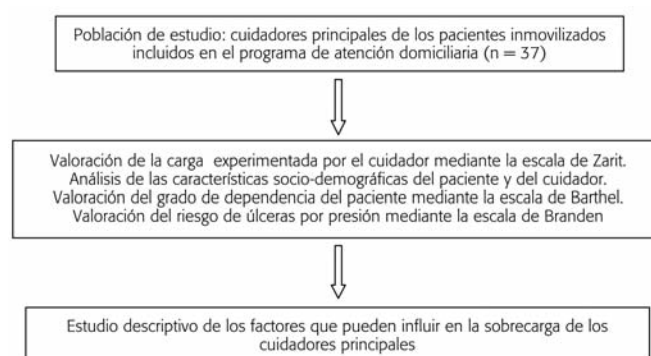 Población de estudio: cuidadores principales de los pacientes inmovilizados
incluidos en el programa de atención domiciliaria (n = 37)
Valoración de la carga experimentada por el cuidador mediante la escala de Zarit.
Análisis de las características socio-demográficas del paciente y del cuidador.
Valoración del grado de dependencia del paciente mediante la escala de Barthel.
Valoración del riesgo de úlceras por presión mediante la escala de Branden
Estudio descriptivo de los factores que pueden influir en la sobrecarga de los
cuidadores principales